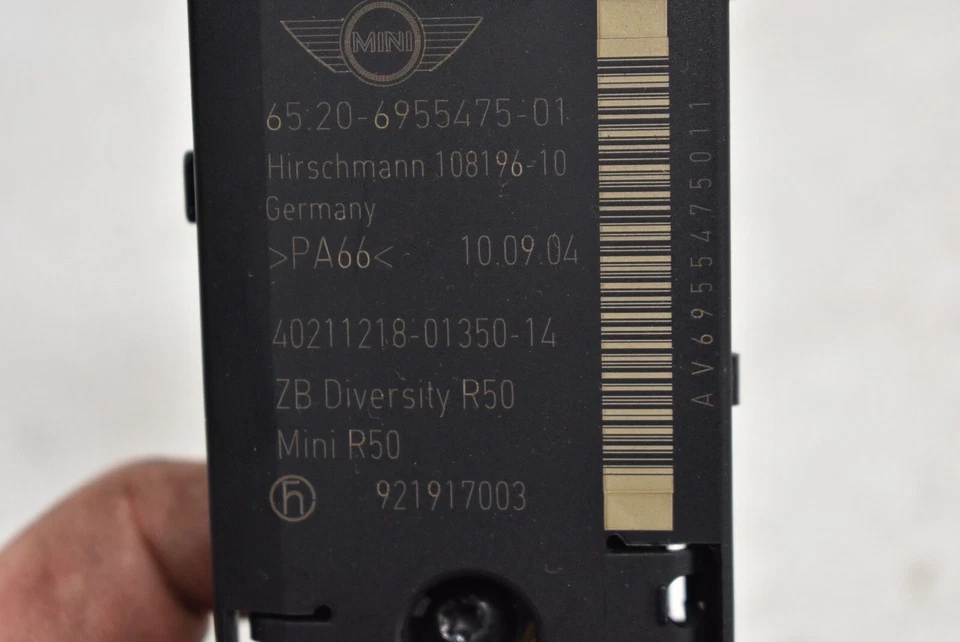 MINI
65.20-6955475-01
Hirschmann 108196-10
Germany
>PA66< 10.09.04
40211218-01350-14
ZB Diversity R50
Mini R50
h 921917003
AV69554750111